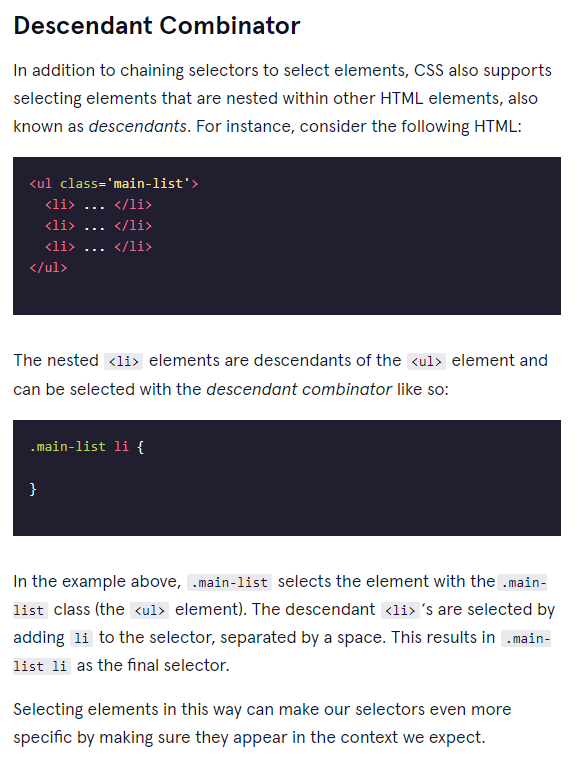 Descendant Combinator
In addition to chaining selectors to select elements, CSS also supports
selecting elements that are nested within other HTML elements, also
known as descendants. For instance, consider the following HTML:
<ul class='main-list'>
  <li> ... </li>
  <li> ... </li>
  <li> ... </li>
</ul>
The nested <li> elements are descendants of the <ul> element and
can be selected with the descendant combinator like so:
.main-list li {
}
In the example above, .main-list selects the element with the .main-
list class (the <ul> element). The descendant <li> ‘s are selected by
adding li to the selector, separated by a space. This results in .main-
list li as the final selector.
Selecting elements in this way can make our selectors even more
specific by making sure they appear in the context we expect.